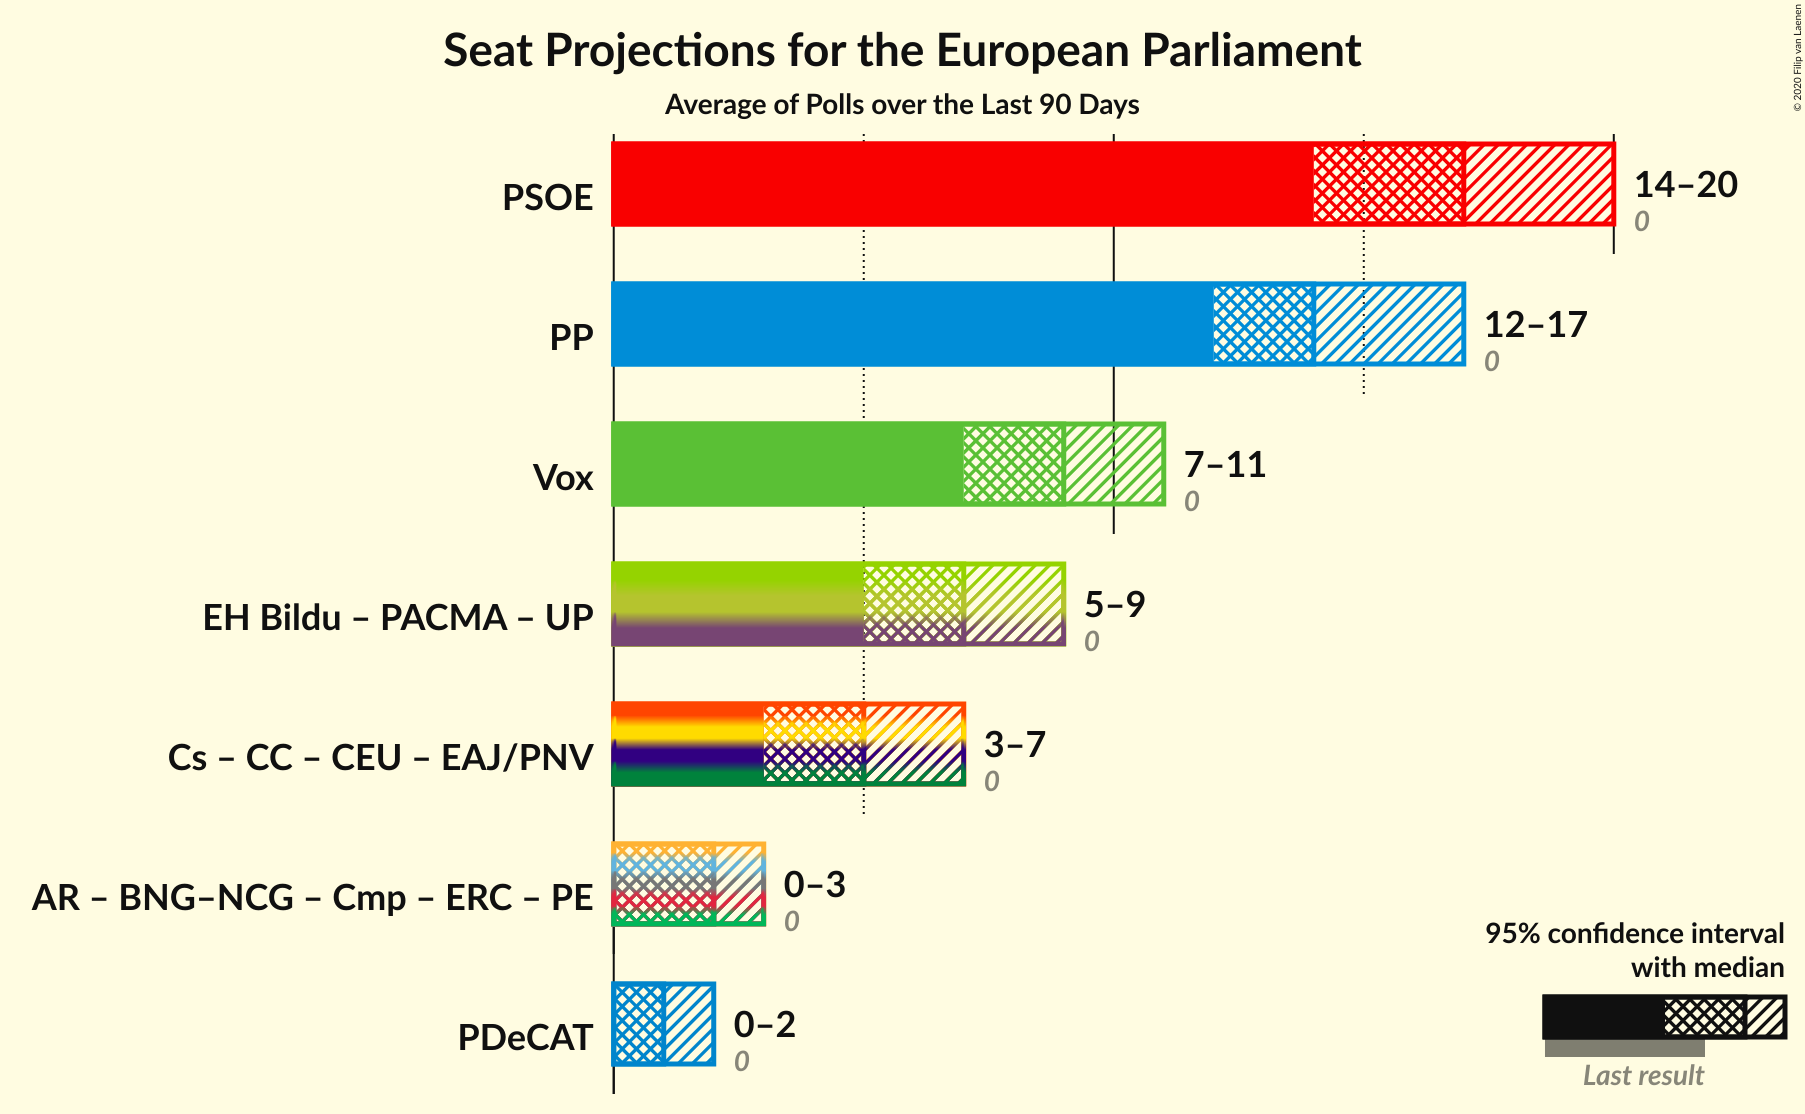 Seat Projections for the European Parliament
Average of Polls over the Last 90 Days
© 2020 Filip van Laenen
PSOE
14–20
0
PP
12–17
0
Vox
7–11
0
EH Bildu – PACMA – UP
5–9
0
Cs – CC – CEU – EAJ/PNV
3–7
0
AR – BNG–NCG – Cmp – ERC – PE
0–3
0
PDeCAT
0–2
0
95% confidence interval
with median
Last result